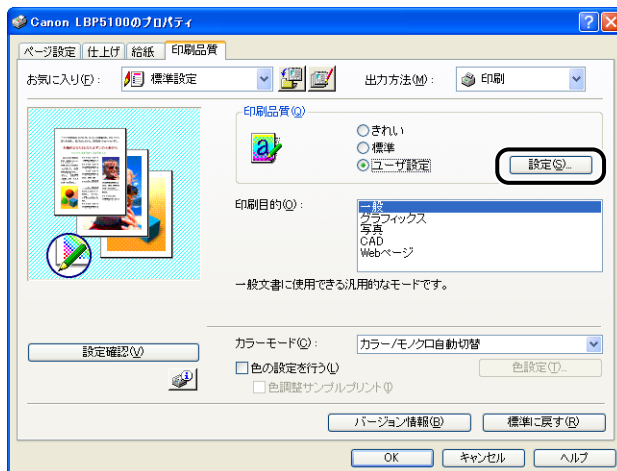 Canon LBP5100のプロパティ
ページ設定 仕上げ 給紙 印刷品質
お気に入り(F): 標準設定 出力方法(M): 印刷
印刷品質(Q)
きれい
標準
ユーザ設定 設定(S)...
印刷目的(O):
一般
グラフィックス
写真
CAD
Webページ
一般文書に使用できる汎用的なモードです。
設定確認(V)
カラーモード(C): カラー/モノクロ自動切替
色の設定を行う(L) 色設定(T)...
色調整サンプルプリント(I)
バージョン情報(B) 標準に戻す(R)
OK キャンセル ヘルプ